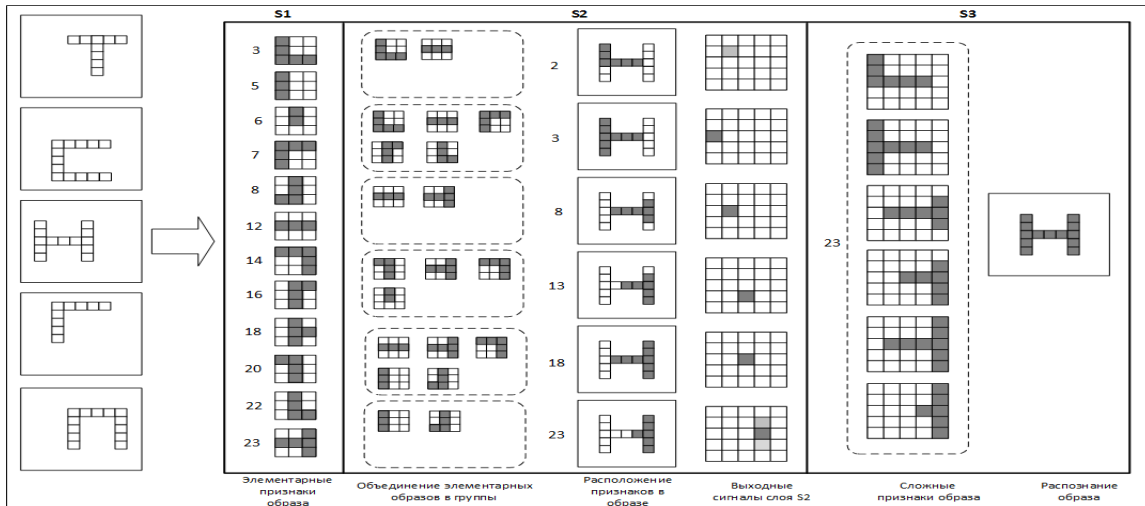 S1
S2
S3
3
5
6
7
8
12
14
16
18
20
22
23
2
3
8
13
18
23
23
Элементарные
признаки
образа
Объединение элементарных
образов в группы
Расположение
признаков в
образе
Выходные
сигналы слоя S2
Сложные
признаки образа
Распознание
образа